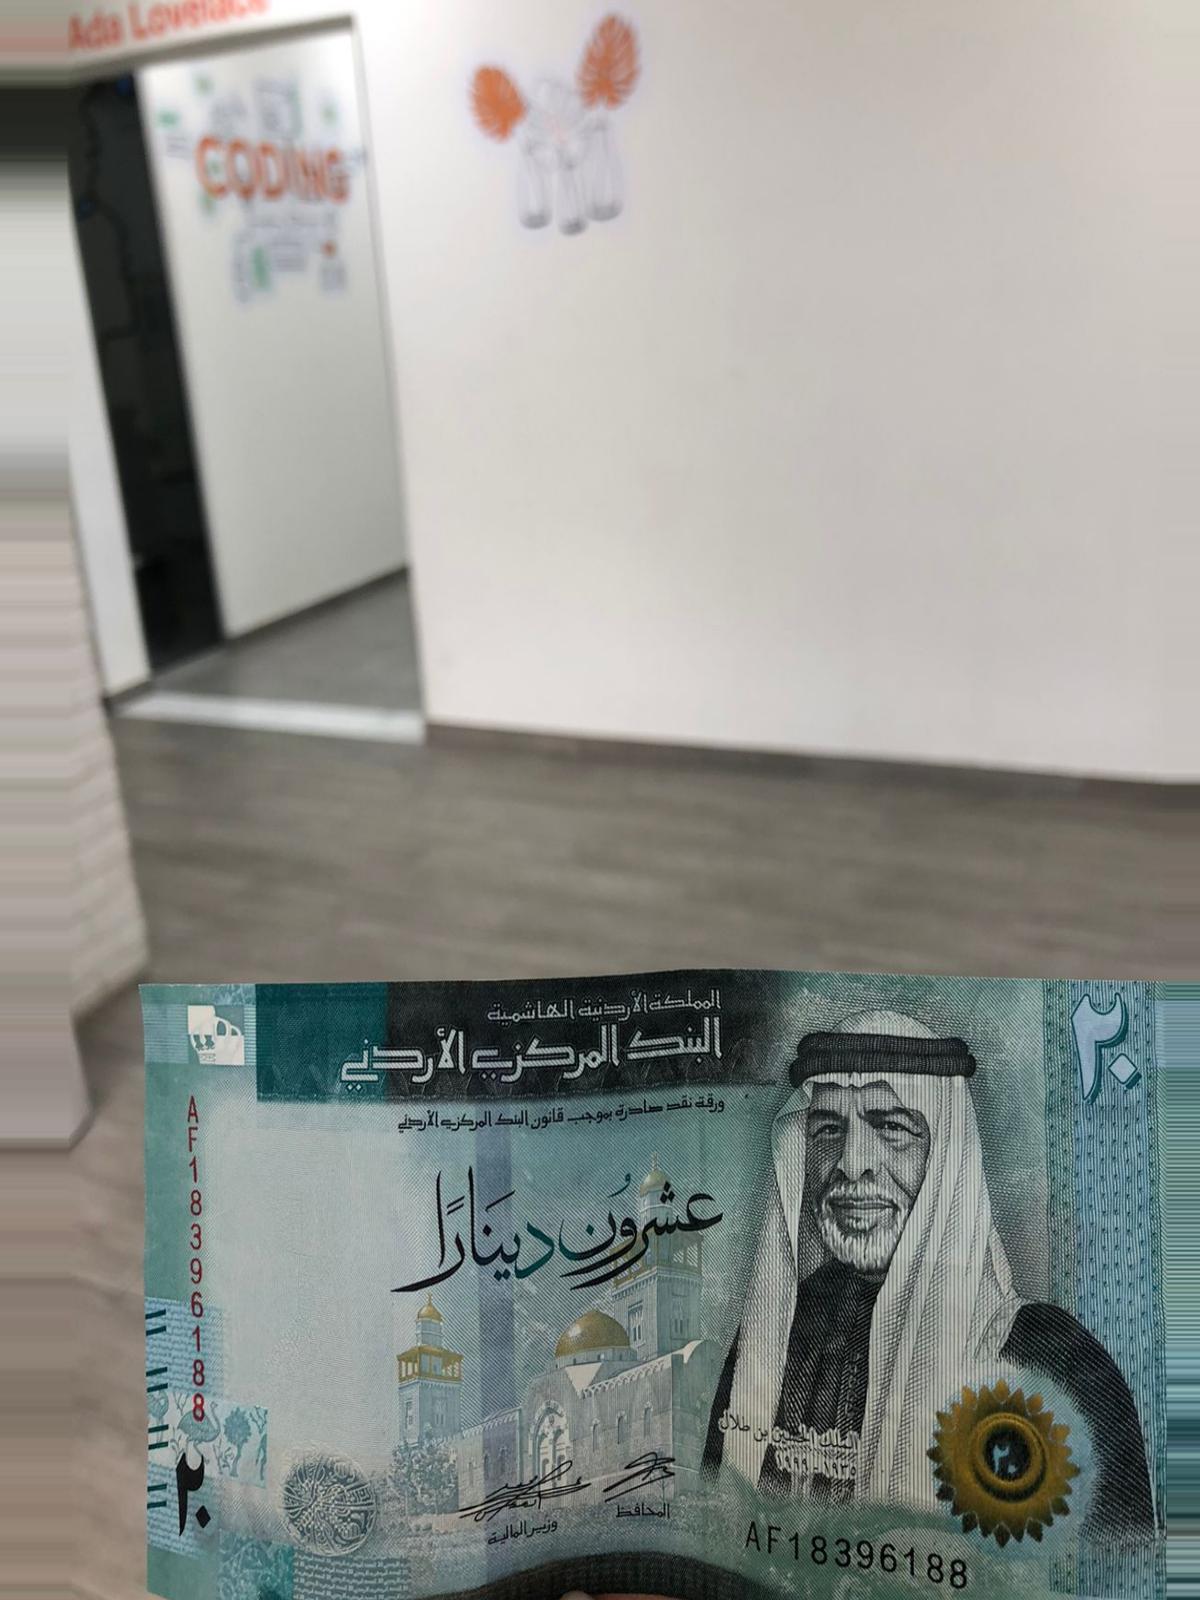 Ada Lovelace
CODING
المملكة الأردنية الهاشمية
البنك المركزي الأردني
ورقة نقد صادرة بموجب قانون البنك المركزي الأردني
عشرون دينارًا
٢٠
AF18396188
٢٠
الملك الحسين بن طلال
١٩٣٥-١٩٩٩
٢٠
المحافظ
وزير المالية
AF18396188